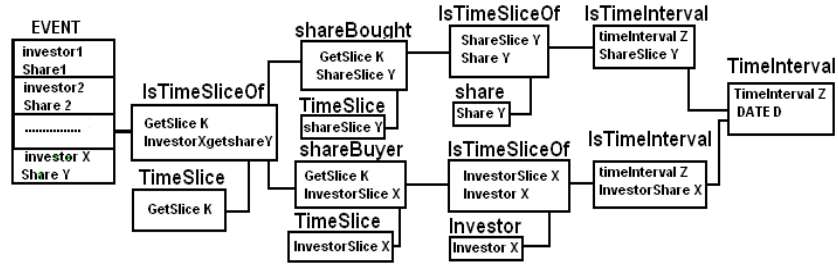 EVENT
investor1
Share1
investor2
Share 2
................
investor X
Share Y
IsTimeSliceOf
GetSlice K
InvestorXgetshareY
TimeSlice
GetSlice K
shareBought
GetSlice K
ShareSlice Y
TimeSlice
shareSlice Y
shareBuyer
GetSlice K
InvestorSlice X
TimeSlice
InvestorSlice X
IsTimeSliceOf
ShareSlice Y
Share Y
share
Share Y
IsTimeSliceOf
InvestorSlice X
Investor X
Investor
Investor X
IsTimeInterval
timeInterval Z
ShareSlice Y
IsTimeInterval
timeInterval Z
InvestorShare X
TimeInterval
TimeInterval Z
DATE D